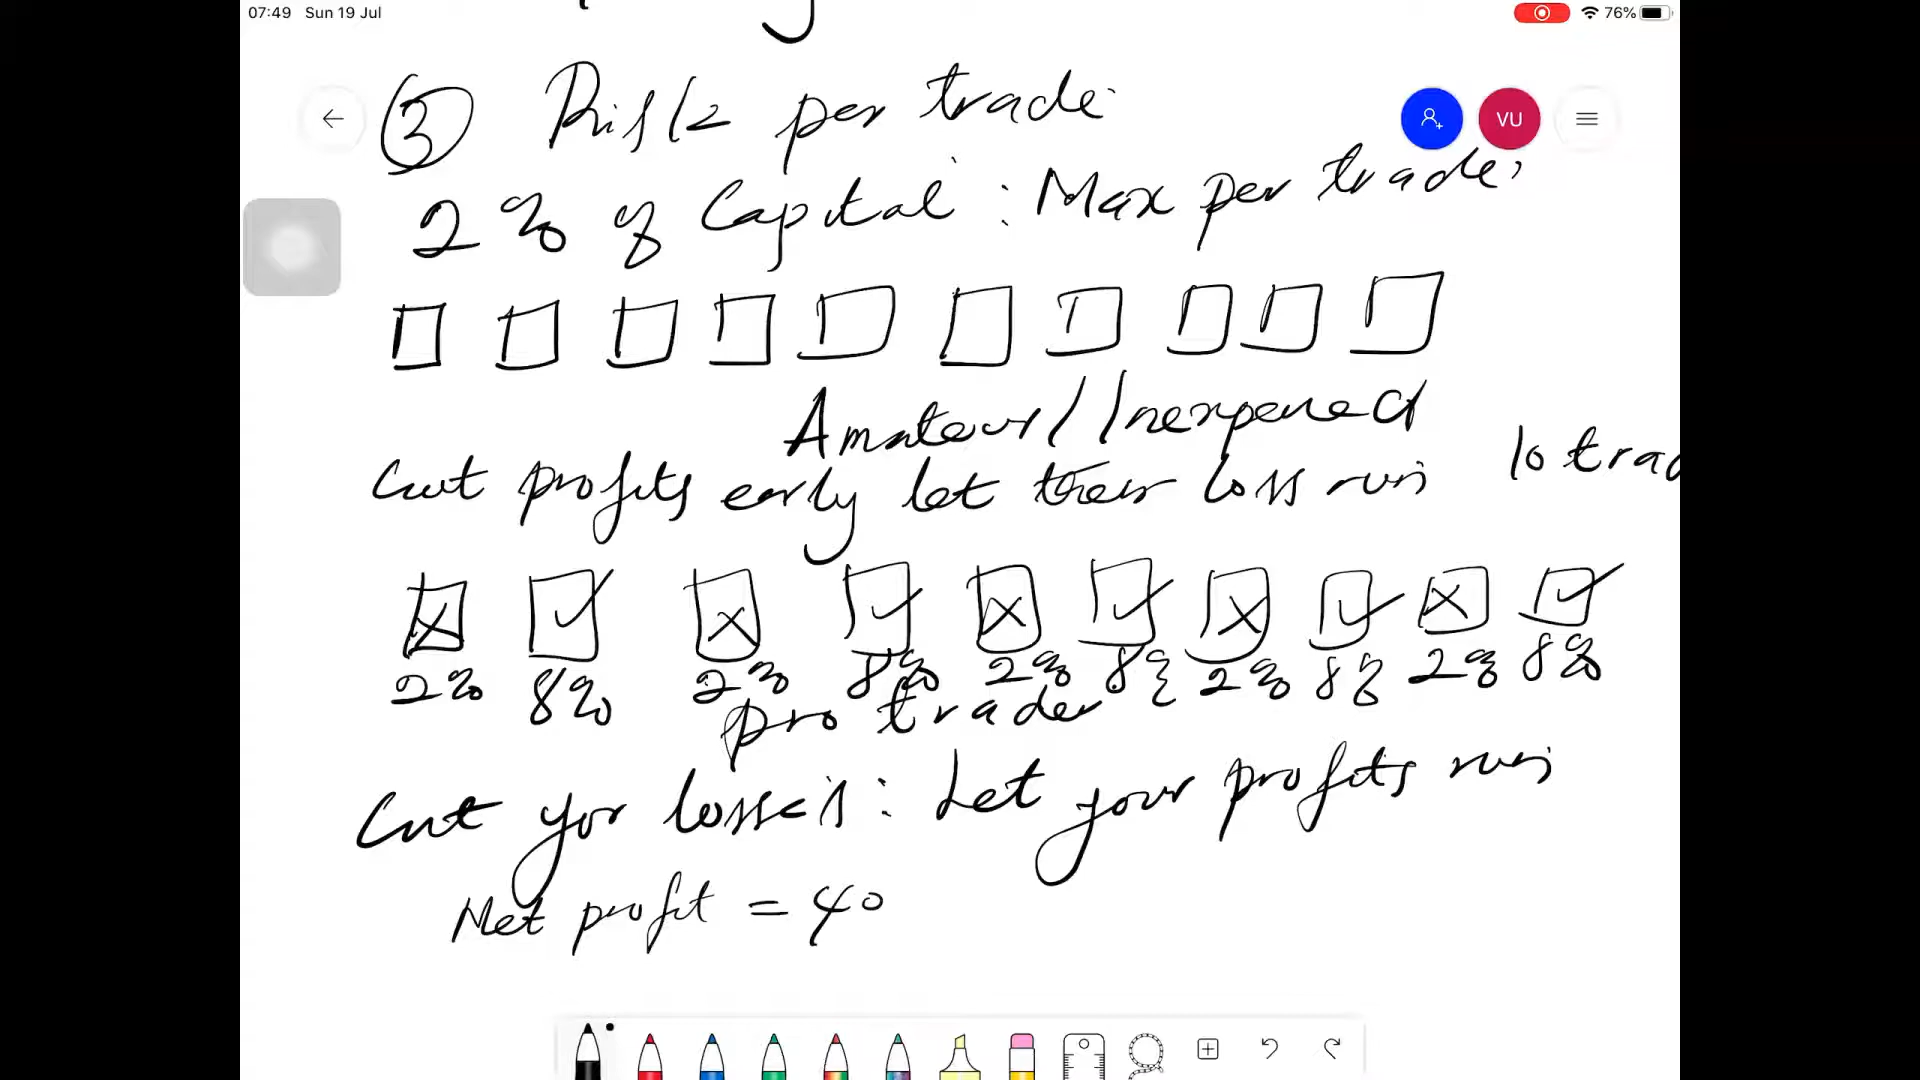 07:49 Sun 19 Jul
76%
VU
3 Risk per trade
2% of Capital : Max per trade
Amateur / Inexpened
Cut profits early let their loss run
10 trad
2% 8% 2% 8% 2% 8% 2% 8% 2% 8%
pro trader
Cut yor losses : Let your profits run
Net profit = 40